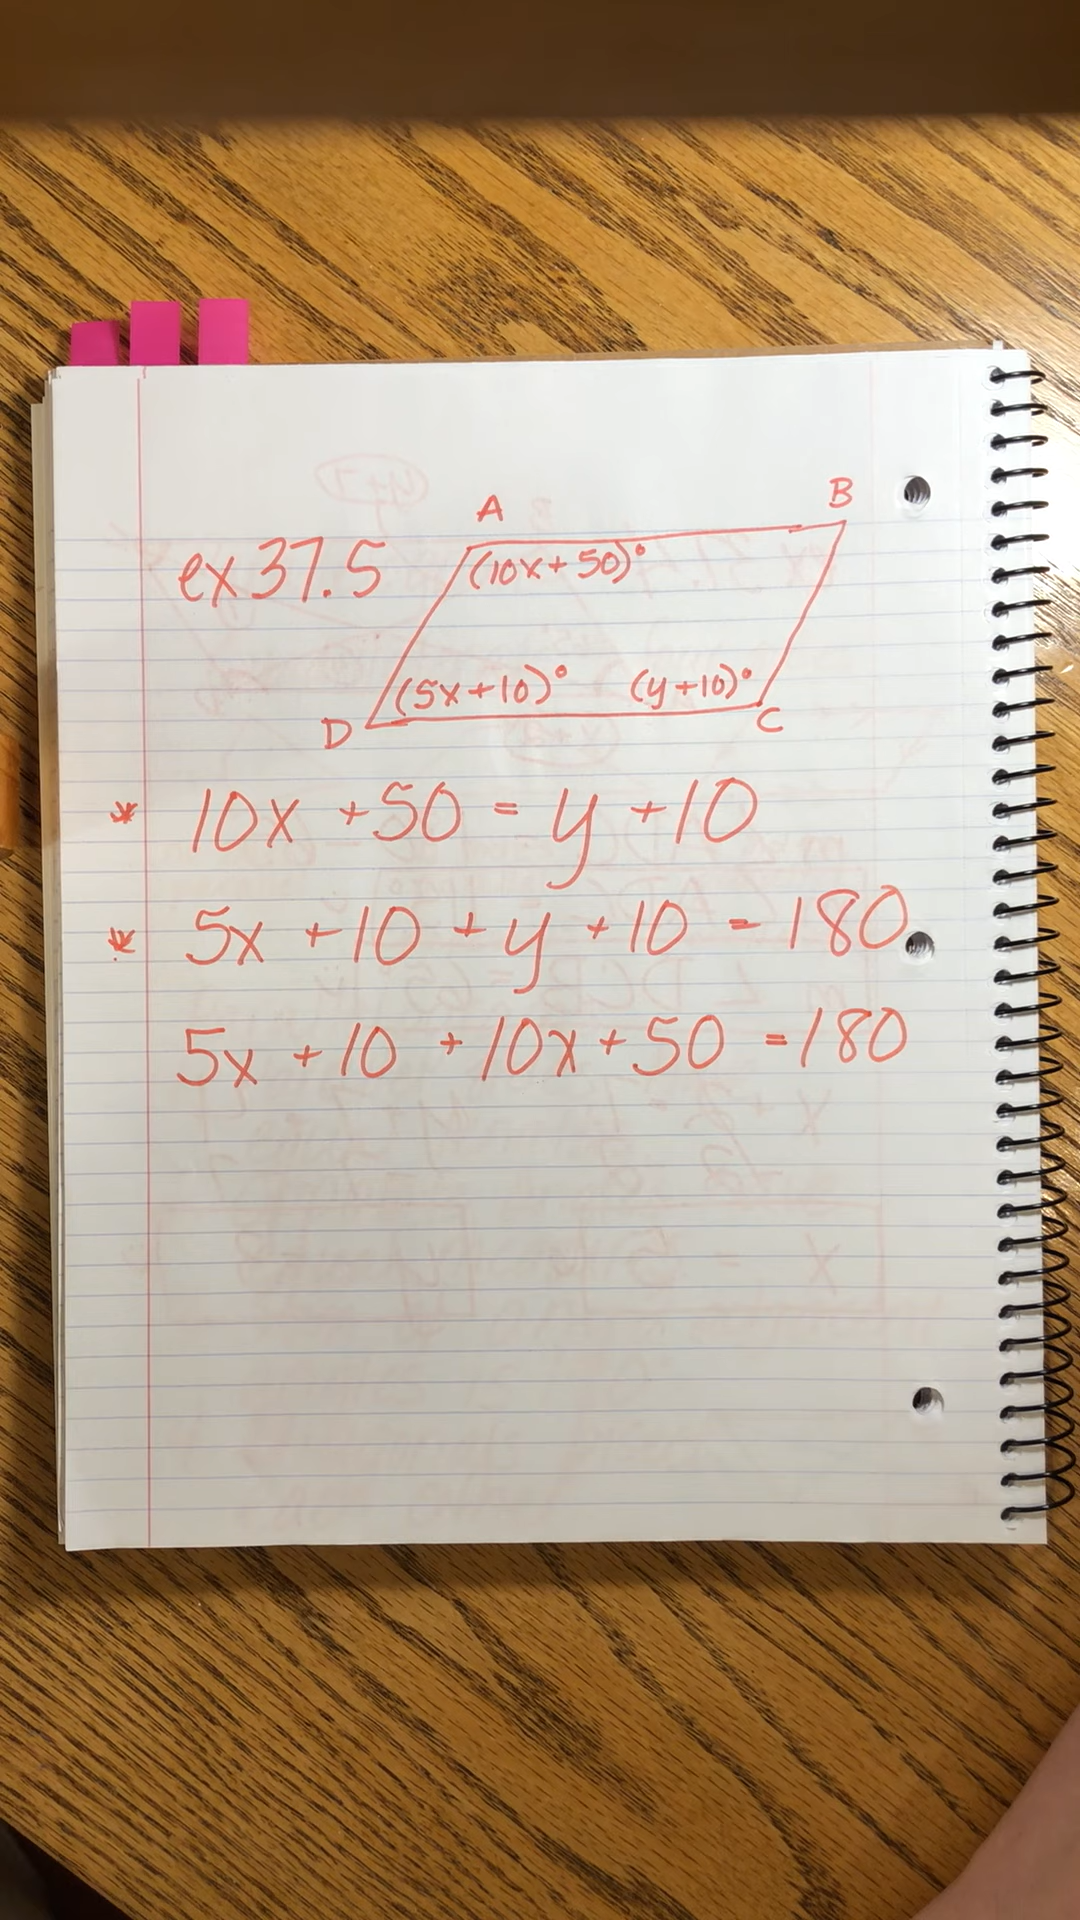 A
B
ex 37.5
(10x+50)°
(5x+10)°
(y+10)°
D
C
* 10x +50 = y +10
* 5x +10 + y +10 = 180
5x +10 +10x+50 =180